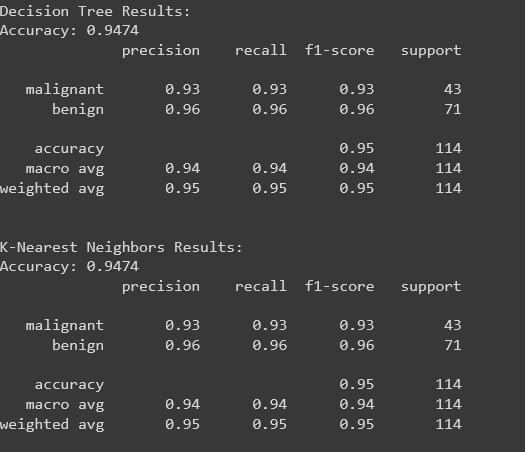 Decision Tree Results:
Accuracy: 0.9474
precision recall f1-score support
malignant 0.93 0.93 0.93 43
benign 0.96 0.96 0.96 71
accuracy 0.95 114
macro avg 0.94 0.94 0.94 114
weighted avg 0.95 0.95 0.95 114
K-Nearest Neighbors Results:
Accuracy: 0.9474
precision recall f1-score support
malignant 0.93 0.93 0.93 43
benign 0.96 0.96 0.96 71
accuracy 0.95 114
macro avg 0.94 0.94 0.94 114
weighted avg 0.95 0.95 0.95 114